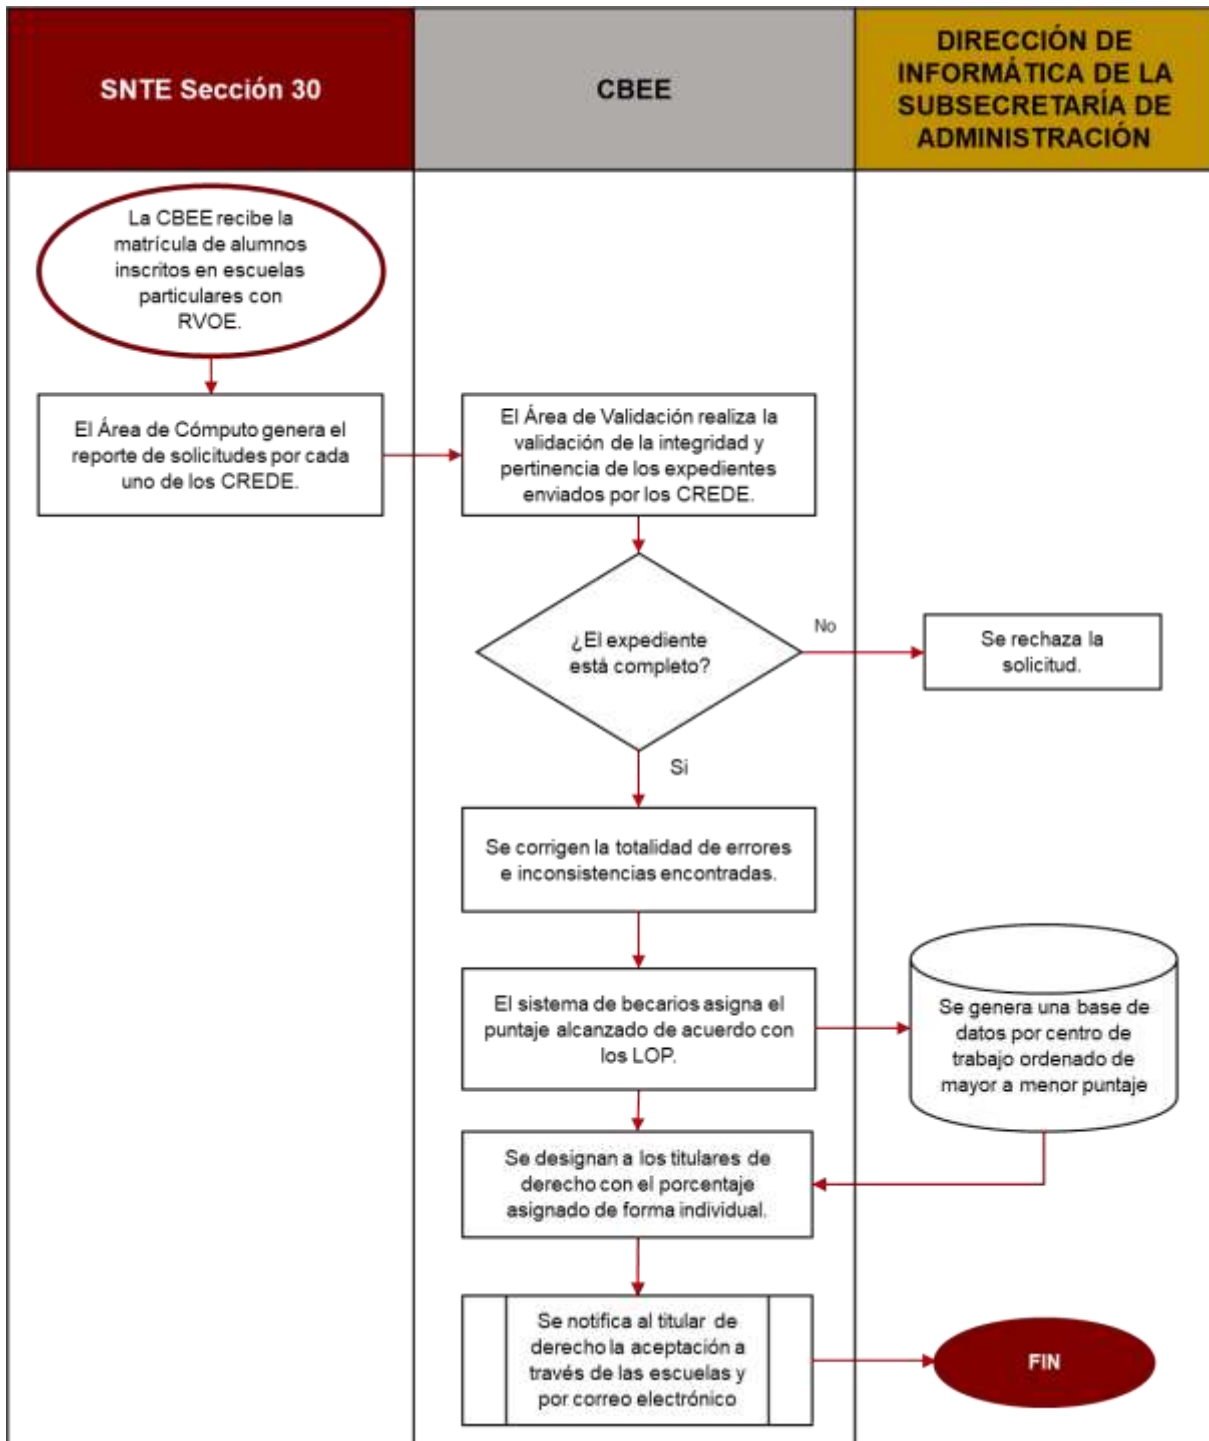 SNTE Sección 30
CBEE
DIRECCIÓN DE
INFORMÁTICA DE LA
SUBSECRETARÍA DE
ADMINISTRACIÓN
La CBEE recibe la
matrícula de alumnos
inscritos en escuelas
particulares con
RVOE.
El Área de Cómputo genera el
reporte de solicitudes por cada
uno de los CREDE.
El Área de Validación realiza la
validación de la integridad y
pertinencia de los expedientes
enviados por los CREDE.
¿El expediente
está completo?
No
Se rechaza la
solicitud.
Si
Se corrigen la totalidad de errores
e inconsistencias encontradas.
El sistema de becarios asigna el
puntaje alcanzado de acuerdo con
los LOP.
Se genera una base de
datos por centro de
trabajo ordenado de
mayor a menor puntaje
Se designan a los titulares de
derecho con el porcentaje
asignado de forma individual.
Se notifica al titular de
derecho la aceptación a
través de las escuelas y
por correo electrónico
FIN